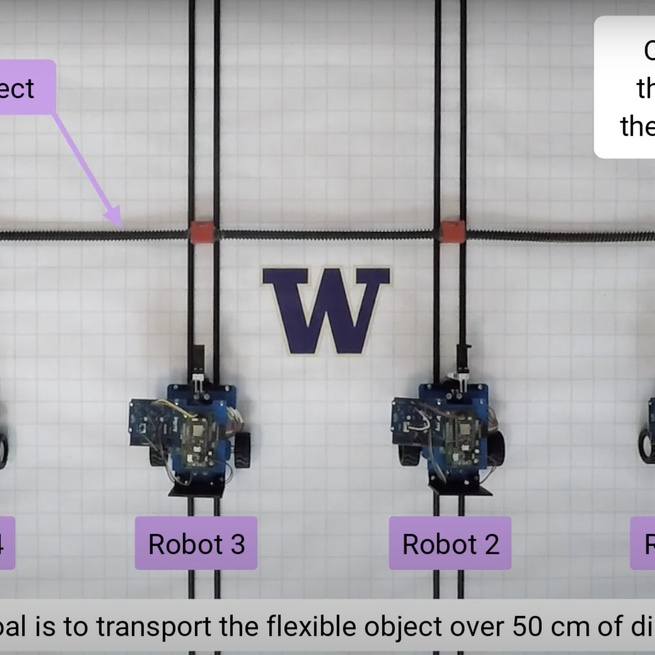 ect
C
th
the
W
4
Robot 3
Robot 2
R
oal is to transport the flexible object over 50 cm of di